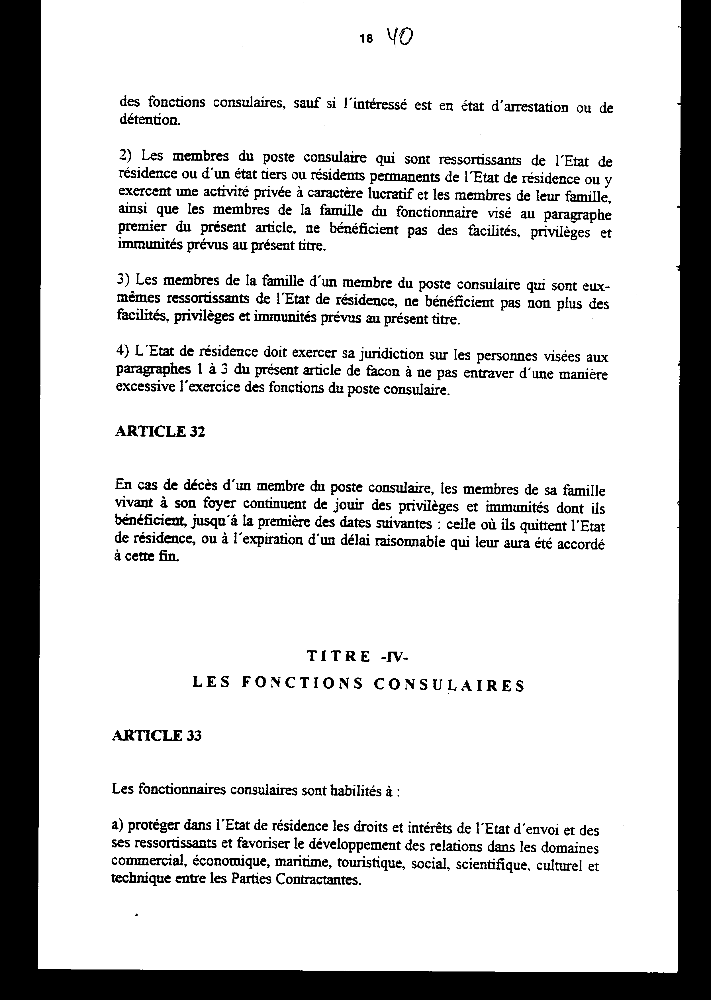 18 40
des fonctions consulaires, sauf si l´intéressé est en état d´arrestation ou de
détention.
2) Les membres du poste consulaire qui sont ressortissants de l´Etat de
résidence ou d´un état tiers ou résidents permanents de l´Etat de résidence ou y
exercent une activité privée à caractère lucratif et les membres de leur famille,
ainsi que les membres de la famille du fonctionnaire visé au paragraphe
premier du présent article, ne bénéficient pas des facilités, privilèges et
immunités prévus au présent titre.
3) Les membres de la famille d´un membre du poste consulaire qui sont eux-
mêmes ressortissants de l´Etat de résidence, ne bénéficient pas non plus des
facilités, privilèges et immunités prévus au présent titre.
4) L´Etat de résidence doit exercer sa juridiction sur les personnes visées aux
paragraphes 1 à 3 du présent article de facon à ne pas entraver d´une manière
excessive l´exercice des fonctions du poste consulaire.
ARTICLE 32
En cas de décès d´un membre du poste consulaire, les membres de sa famille
vivant à son foyer continuent de jouir des privilèges et immunités dont ils
bénéficient, jusqu´á la première des dates suivantes : celle où ils quittent l´Etat
de résidence, ou à l´expiration d´un délai raisonnable qui leur aura été accordé
à cette fin.
TITRE -IV-
LES FONCTIONS CONSULAIRES
ARTICLE 33
Les fonctionnaires consulaires sont habilités à :
a) protéger dans l´Etat de résidence les droits et intérêts de l´Etat d´envoi et des
ses ressortissants et favoriser le développement des relations dans les domaines
commercial, économique, maritime, touristique, social, scientifique, culturel et
technique entre les Parties Contractantes.